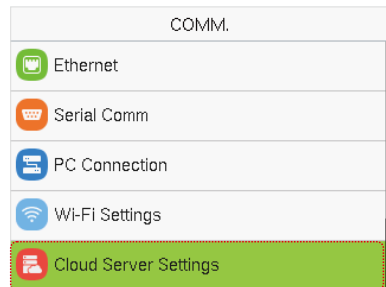 COMM.
Ethernet
Serial Comm
PC Connection
Wi-Fi Settings
Cloud Server Settings